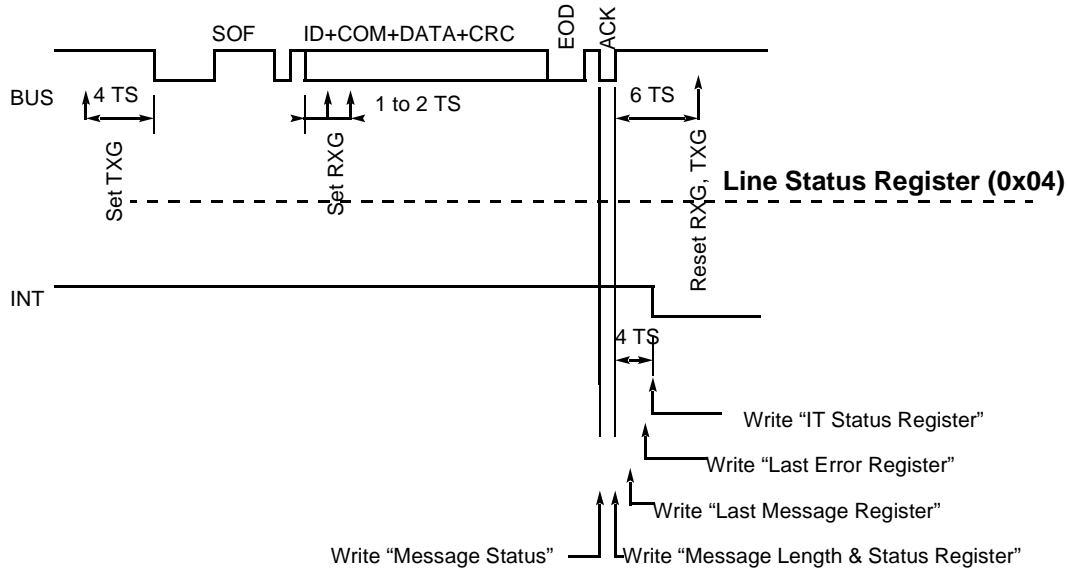 SOF
ID+COM+DATA+CRC
EOD
ACK
BUS
4 TS
1 to 2 TS
6 TS
Set TXG
Set RXG
Reset RXG, TXG
Line Status Register (0x04)
INT
4 TS
Write “IT Status Register”
Write “Last Error Register”
Write “Last Message Register”
Write “Message Status”
Write “Message Length & Status Register”